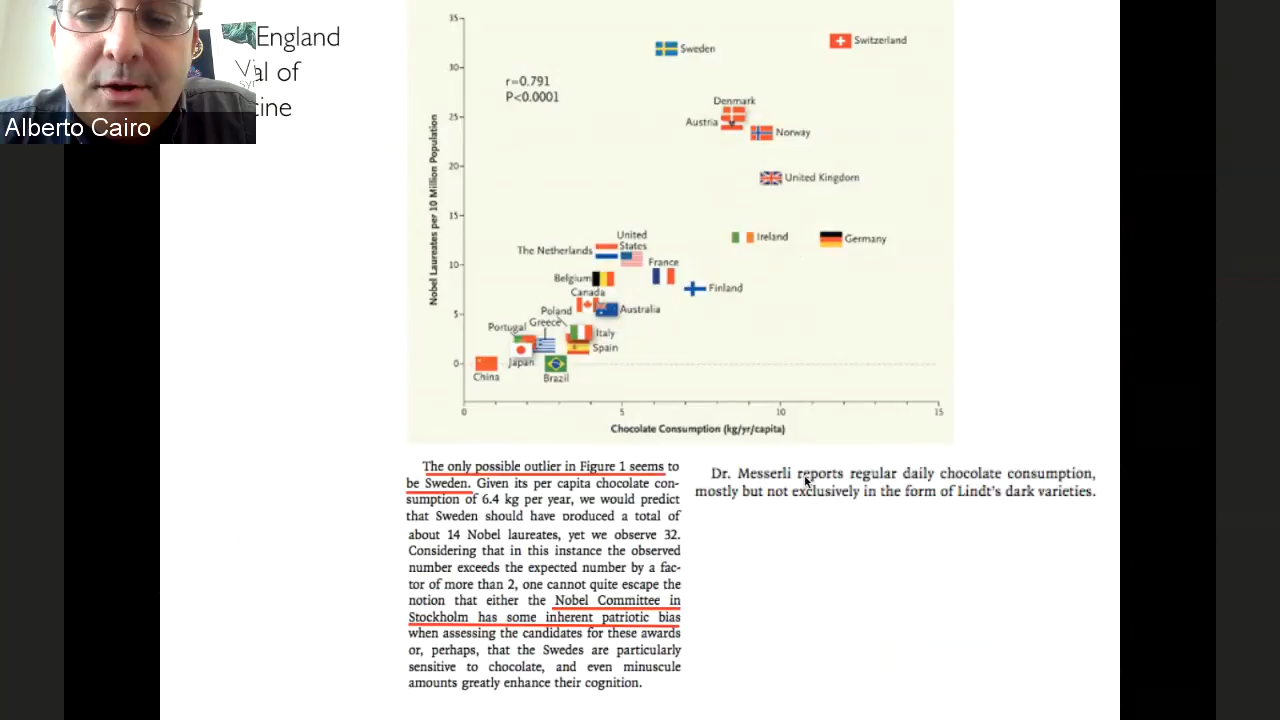 England
al of
cine
Alberto Cairo
35
30
25
20
15
10
5
0
Nobel Laureates per 10 Million Population
r=0.791
P<0.0001
Sweden
Switzerland
Denmark
Austria
Norway
United Kingdom
Ireland
Germany
United
States
The Netherlands
France
Belgium
Finland
Canada
Australia
Poland
Greece
Portugal
Italy
Spain
Japan
China
Brazil
0 5 10 15
Chocolate Consumption (kg/yr/capita)
The only possible outlier in Figure 1 seems to
be Sweden. Given its per capita chocolate con-
sumption of 6.4 kg per year, we would predict
that Sweden should have produced a total of
about 14 Nobel laureates, yet we observe 32.
Considering that in this instance the observed
number exceeds the expected number by a fac-
tor of more than 2, one cannot quite escape the
notion that either the Nobel Committee in
Stockholm has some inherent patriotic bias
when assessing the candidates for these awards
or, perhaps, that the Swedes are particularly
sensitive to chocolate, and even minuscule
amounts greatly enhance their cognition.
Dr. Messerli reports regular daily chocolate consumption,
mostly but not exclusively in the form of Lindt's dark varieties.